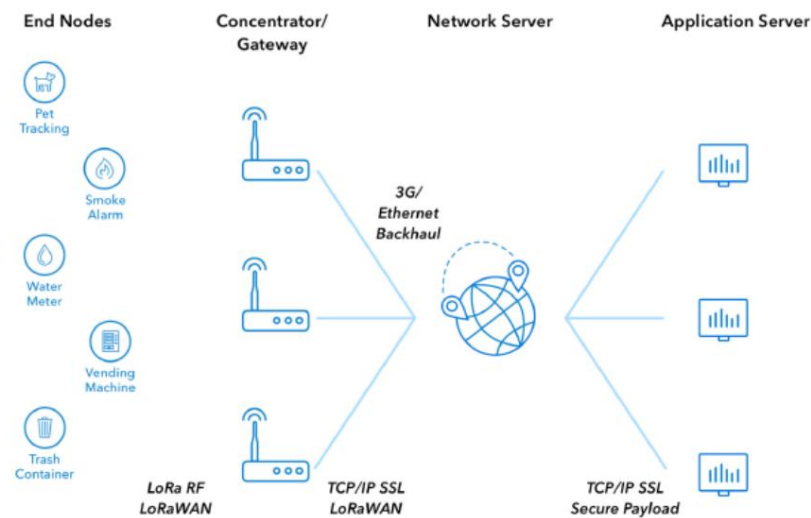 End Nodes
Concentrator/
Gateway
Network Server
Application Server
Pet
Tracking
Smoke
Alarm
3G/
Ethernet
Backhaul
Water
Meter
Vending
Machine
Trash
Container
LoRa RF
LoRaWAN
TCP/IP SSL
LoRaWAN
TCP/IP SSL
Secure Payload